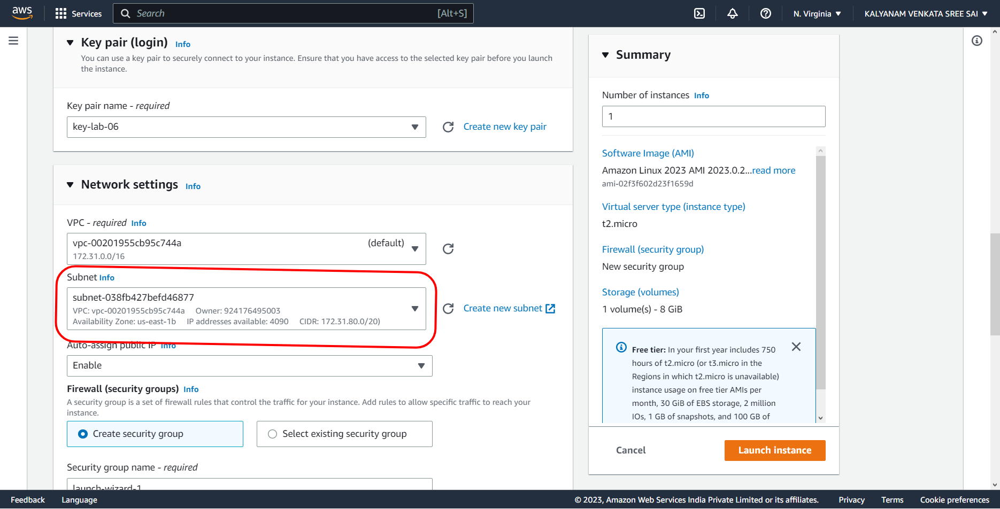 aws
Services
Search [Alt+S]
N. Virginia
KALYANAM VENKATA SREE SAI
Key pair (login) Info
You can use a key pair to securely connect to your instance. Ensure that you have access to the selected key pair before you launch
the instance.
Key pair name - required
key-lab-06
Create new key pair
Network settings Info
VPC - required Info
vpc-00201955cb95c744a (default)
172.31.0.0/16
Subnet Info
subnet-038fb427befd46877
VPC: vpc-00201955cb95c744a Owner: 924176495003
Availability Zone: us-east-1b IP addresses available: 4090 CIDR: 172.31.80.0/20)
Create new subnet
Auto-assign public IP Info
Enable
Firewall (security groups) Info
A security group is a set of firewall rules that control the traffic for your instance. Add rules to allow specific traffic to reach your
instance.
Create security group
Select existing security group
Security group name - required
launch-wizard-1
Summary
Number of instances Info
1
Software Image (AMI)
Amazon Linux 2023 AMI 2023.0.2...read more
ami-02f3f602d23f1659d
Virtual server type (instance type)
t2.micro
Firewall (security group)
New security group
Storage (volumes)
1 volume(s) - 8 GiB
Free tier: In your first year includes 750
hours of t2.micro (or t3.micro in the
Regions in which t2.micro is unavailable)
instance usage on free tier AMIs per
month, 30 GiB of EBS storage, 2 million
IOs, 1 GB of snapshots, and 100 GB of
Cancel
Launch instance
Feedback
Language
© 2023, Amazon Web Services India Private Limited or its affiliates.
Privacy
Terms
Cookie preferences